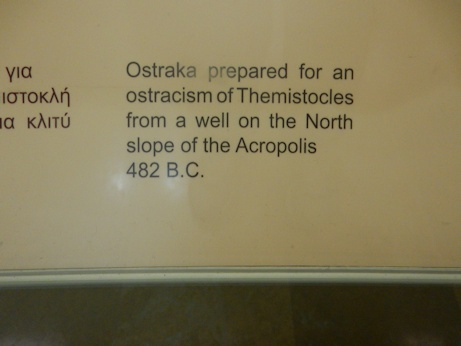 για
ιστοκλή
ια κλιτύ
Ostraka prepared for an
ostracism of Themistocles
from a well on the North
slope of the Acropolis
482 B.C.